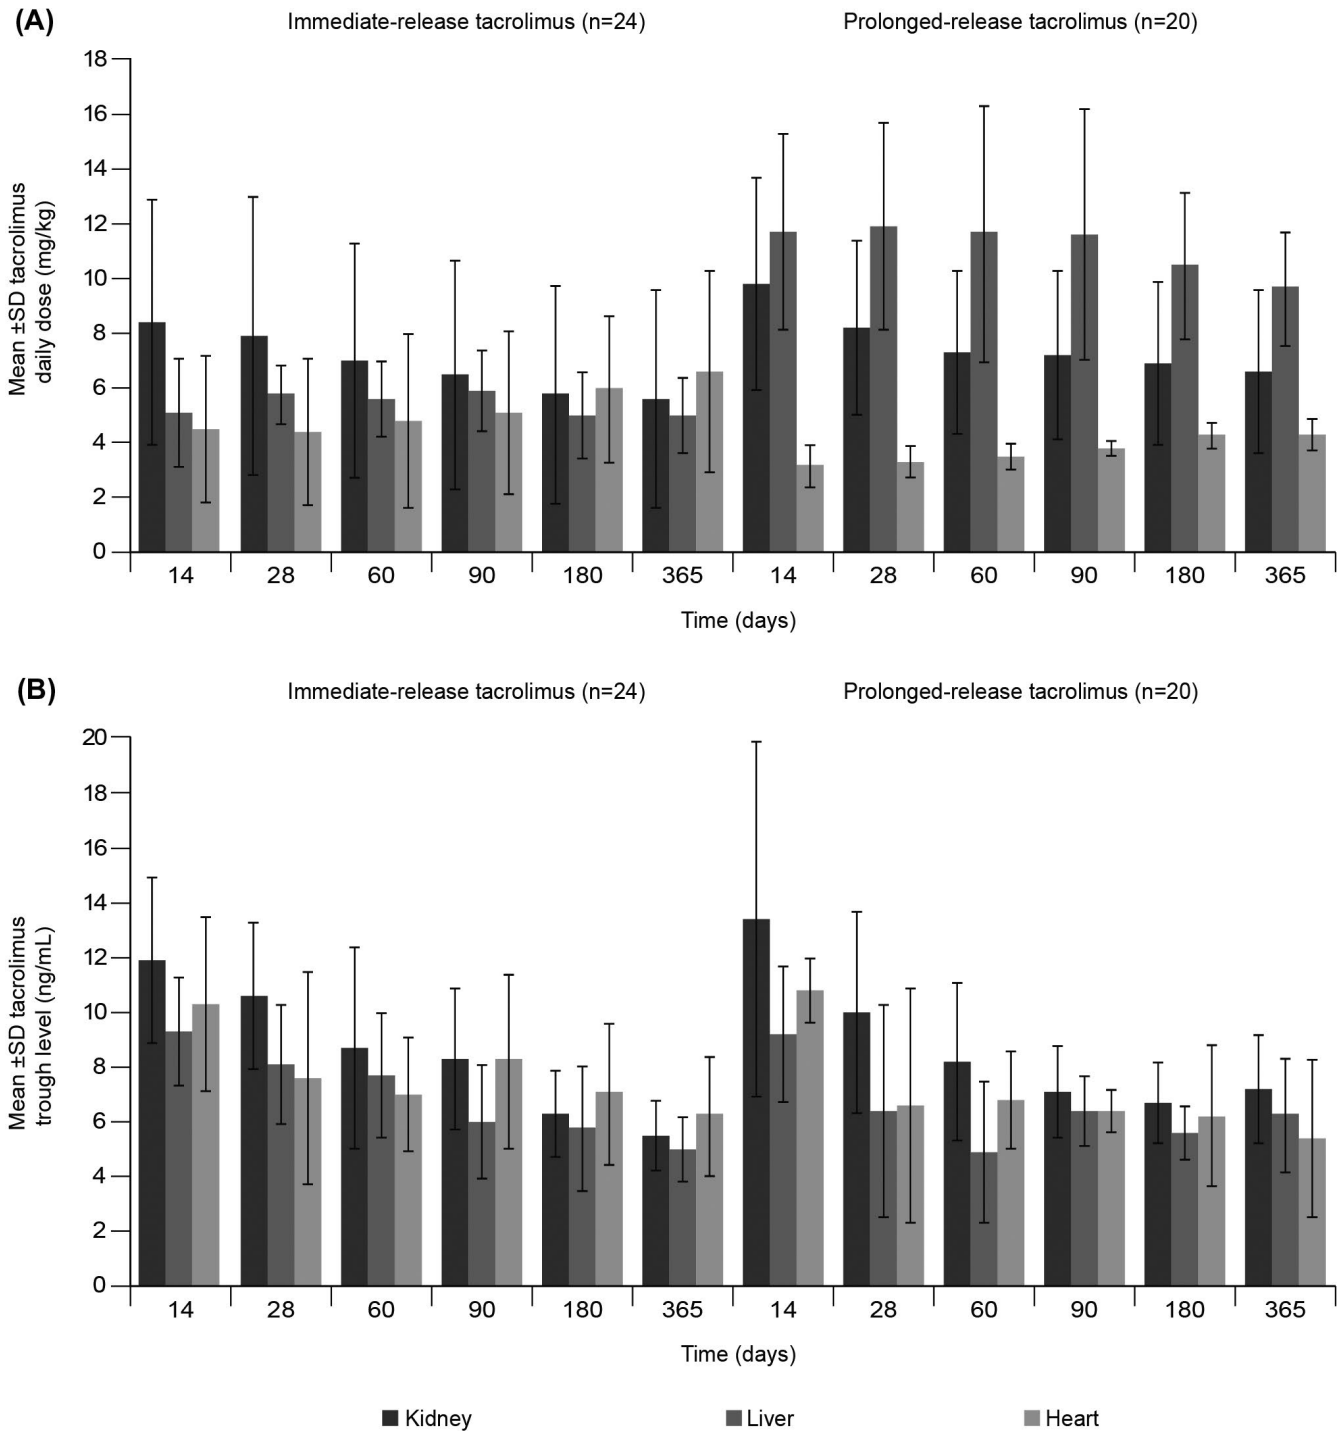 (A)
Immediate-release tacrolimus (n=24)
Prolonged-release tacrolimus (n=20)
Mean ±SD tacrolimus
daily dose (mg/kg)
18
16
14
12
10
8
6
4
2
0
14 28 60 90 180 365 14 28 60 90 180 365
Time (days)
(B)
Immediate-release tacrolimus (n=24)
Prolonged-release tacrolimus (n=20)
Mean ±SD tacrolimus
trough level (ng/mL)
20
18
16
14
12
10
8
6
4
2
0
14 28 60 90 180 365 14 28 60 90 180 365
Time (days)
Kidney Liver Heart